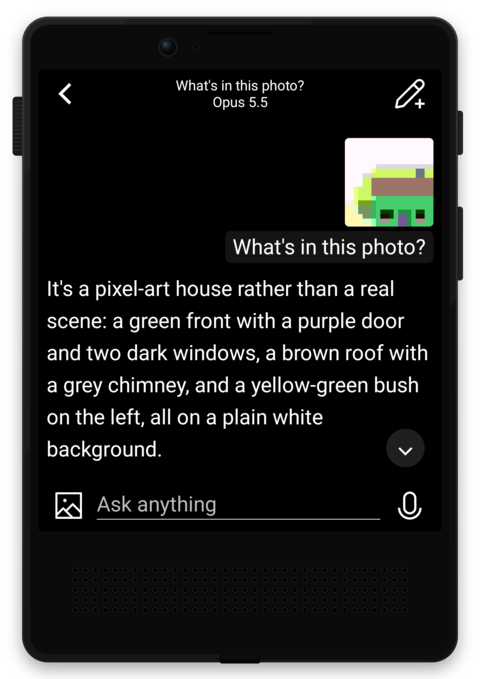 What's in this photo?
Opus 5.5
What's in this photo?
It's a pixel-art house rather than a real
scene: a green front with a purple door
and two dark windows, a brown roof with
a grey chimney, and a yellow-green bush
on the left, all on a plain white
background.
Ask anything